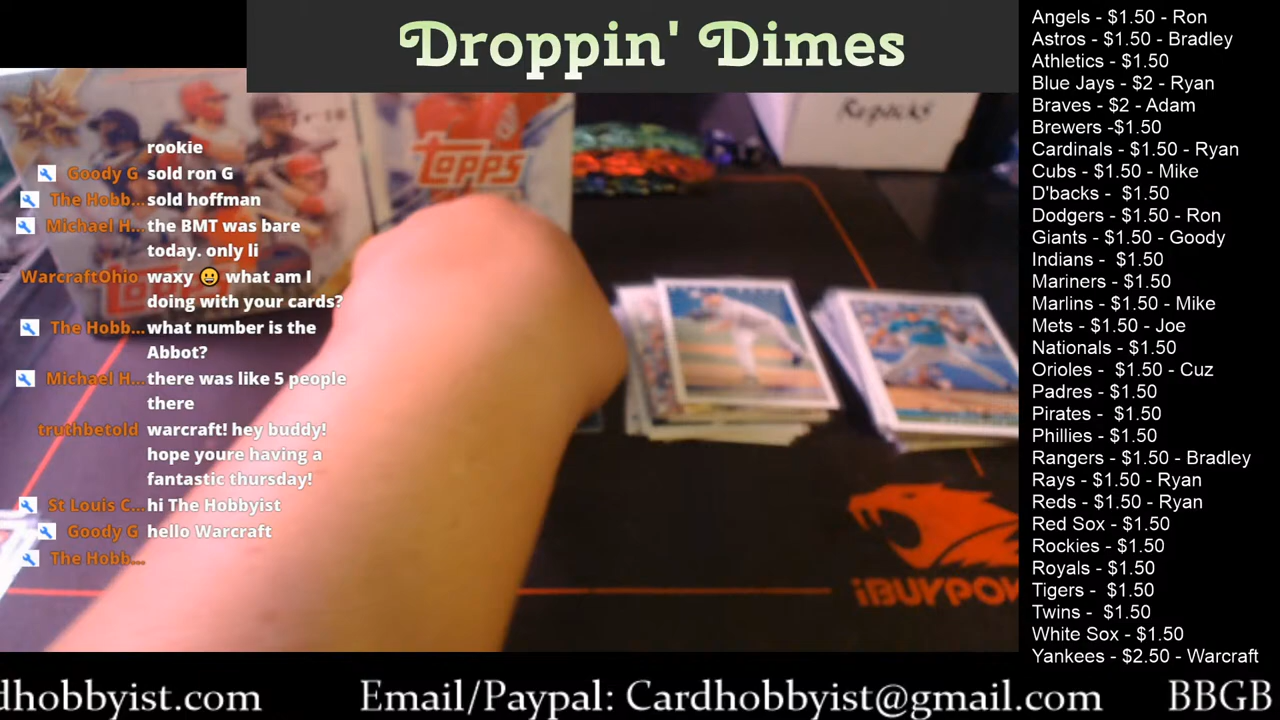 Droppin' Dimes
Repacks
TOPPS
rookie
Goody G sold ron G
The Hobb... sold hoffman
Michael H... the BMT was bare
today. only li
WarcraftOhio waxy 😀 what am I
doing with your cards?
The Hobb... what number is the
Abbot?
Michael H... there was like 5 people
there
truthbetold warcraft! hey buddy!
hope youre having a
fantastic thursday!
St Louis C... hi The Hobbyist
Goody G hello Warcraft
The Hobb...
iBUYPOW
Angels - $1.50 - Ron
Astros - $1.50 - Bradley
Athletics - $1.50
Blue Jays - $2 - Ryan
Braves - $2 - Adam
Brewers -$1.50
Cardinals - $1.50 - Ryan
Cubs - $1.50 - Mike
D'backs - $1.50
Dodgers - $1.50 - Ron
Giants - $1.50 - Goody
Indians - $1.50
Mariners - $1.50
Marlins - $1.50 - Mike
Mets - $1.50 - Joe
Nationals - $1.50
Orioles - $1.50 - Cuz
Padres - $1.50
Pirates - $1.50
Phillies - $1.50
Rangers - $1.50 - Bradley
Rays - $1.50 - Ryan
Reds - $1.50 - Ryan
Red Sox - $1.50
Rockies - $1.50
Royals - $1.50
Tigers - $1.50
Twins - $1.50
White Sox - $1.50
Yankees - $2.50 - Warcraft
dhobbyist.com Email/Paypal: Cardhobbyist@gmail.com BBGB